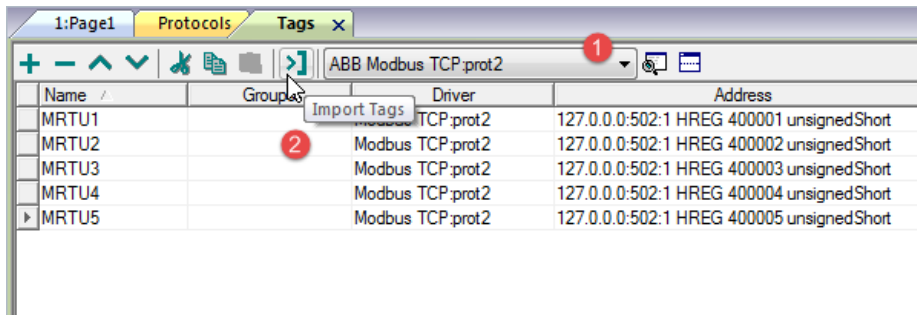 1:Page1 Protocols Tags x
ABB Modbus TCP:prot2 1
Name Groups Driver Address
Import Tags
MRTU1 Modbus TCP:prot2 127.0.0.0:502:1 HREG 400001 unsignedShort
2
MRTU2 Modbus TCP:prot2 127.0.0.0:502:1 HREG 400002 unsignedShort
MRTU3 Modbus TCP:prot2 127.0.0.0:502:1 HREG 400003 unsignedShort
MRTU4 Modbus TCP:prot2 127.0.0.0:502:1 HREG 400004 unsignedShort
MRTU5 Modbus TCP:prot2 127.0.0.0:502:1 HREG 400005 unsignedShort